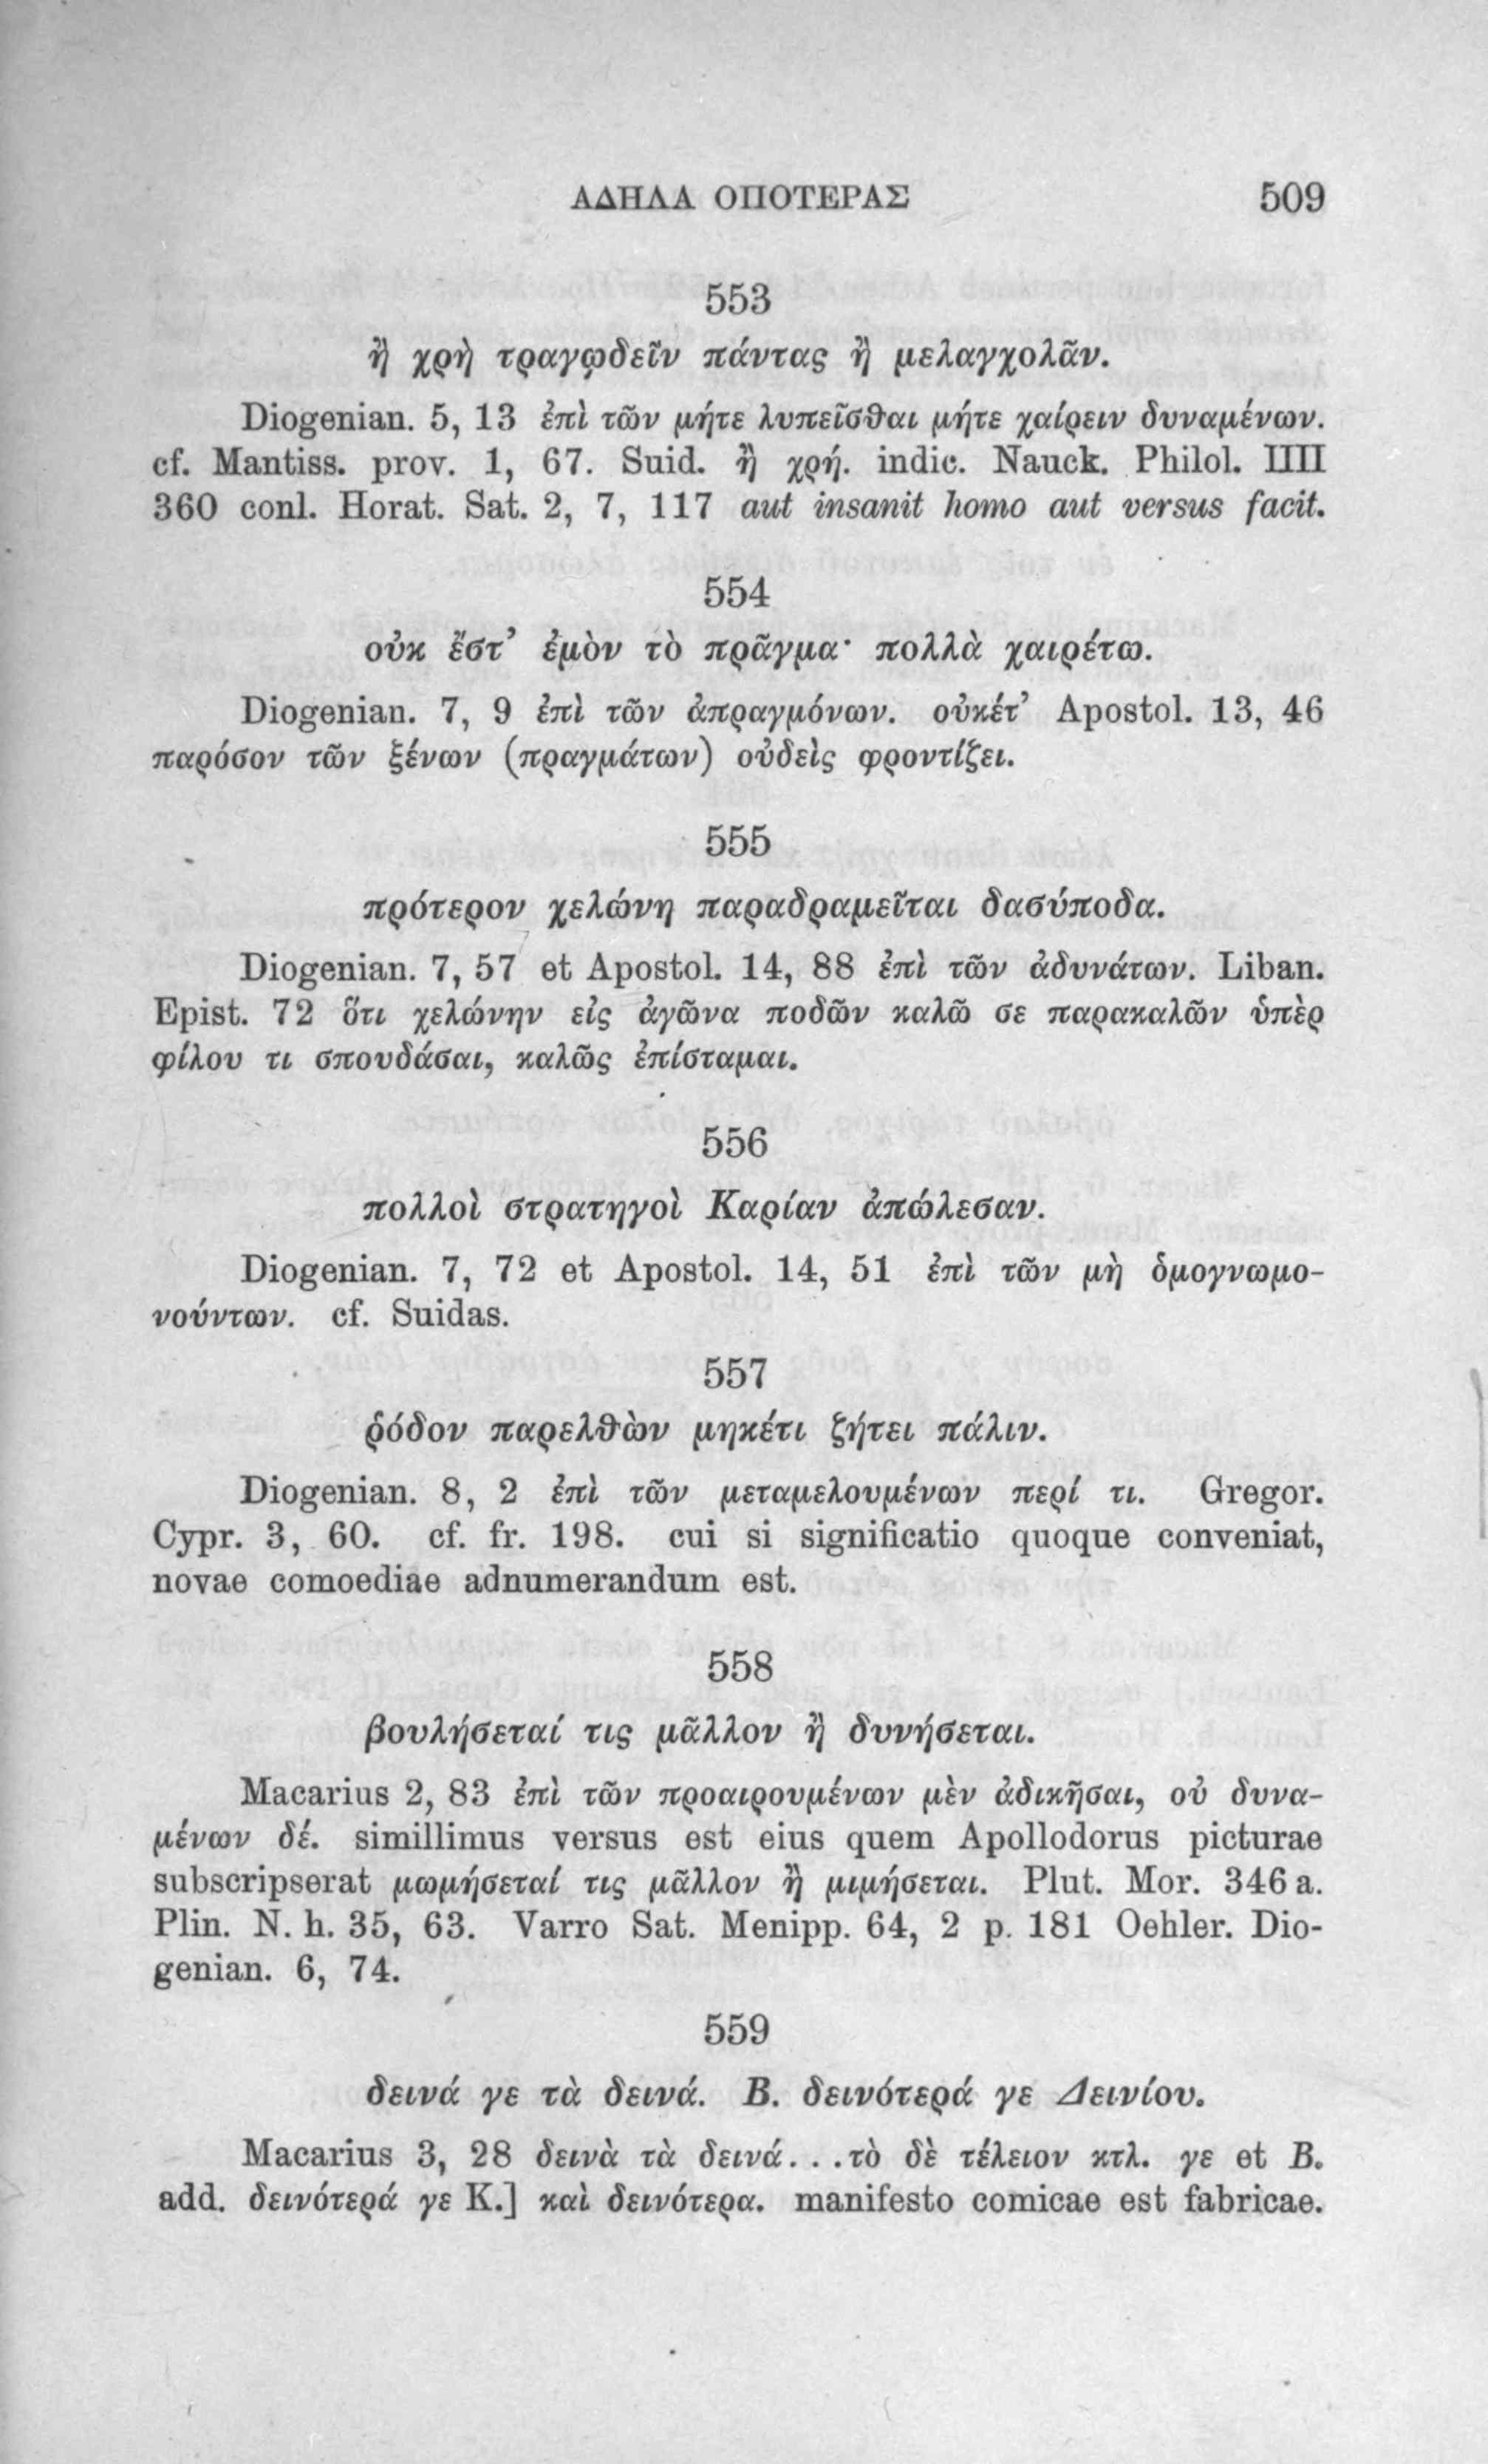 ΑΔΗΛΑ ΟΠΟΤΕΡΑΣ 509
553
ἢ χρὴ τραγῳδεῖν πάντας ἢ μελαγχολᾶν.
Diogenian. 5, 13 ἐπὶ τῶν μήτε λυπεῖσθαι μήτε χαίρειν δυναμένων.
cf. Mantiss. prov. 1, 67. Suid. ἢ χρή. indic. Nauck. Philol. IIII
360 conl. Horat. Sat. 2, 7, 117 aut insanit homo aut versus facit.
554
οὐκ ἔστ’ ἐμὸν τὸ πρᾶγμα· πολλὰ χαιρέτω.
Diogenian. 7, 9 ἐπὶ τῶν ἀπραγμόνων. οὐκέτ’ Apostol. 13, 46
παρόσον τῶν ξένων (πραγμάτων) οὐδεὶς φροντίζει.
555
πρότερον χελώνη παραδραμεῖται δασύποδα.
Diogenian. 7, 57 et Apostol. 14, 88 ἐπὶ τῶν ἀδυνάτων. Liban.
Epist. 72 ὅτι χελώνην εἰς ἀγῶνα ποδῶν καλῶ σε παρακαλῶν ὑπὲρ
φίλου τι σπουδάσαι, καλῶς ἐπίσταμαι.
556
πολλοὶ στρατηγοὶ Καρίαν ἀπώλεσαν.
Diogenian. 7, 72 et Apostol. 14, 51 ἐπὶ τῶν μὴ ὁμογνωμο-
νούντων. cf. Suidas.
557
ῥόδον παρελθὼν μηκέτι ζήτει πάλιν.
Diogenian. 8, 2 ἐπὶ τῶν μεταμελουμένων περί τι. Gregor.
Cypr. 3, 60. cf. fr. 198. cui si significatio quoque conveniat,
novae comoediae adnumerandum est.
558
βουλήσεταί τις μᾶλλον ἢ δυνήσεται.
Macarius 2, 83 ἐπὶ τῶν προαιρουμένων μὲν ἀδικῆσαι, οὐ δυνα-
μένων δέ. simillimus versus est eius quem Apollodorus picturae
subscripserat μωμήσεταί τις μᾶλλον ἢ μιμήσεται. Plut. Mor. 346 a.
Plin. N. h. 35, 63. Varro Sat. Menipp. 64, 2 p. 181 Oehler. Dio-
genian. 6, 74.
559
δεινά γε τὰ δεινά. Β. δεινότερά γε Δεινίου.
Macarius 3, 28 δεινὰ τὰ δεινά. . .τὸ δὲ τέλειον κτλ. γε et Β.
add. δεινότερά γε K.] καὶ δεινότερα. manifesto comicae est fabricae.